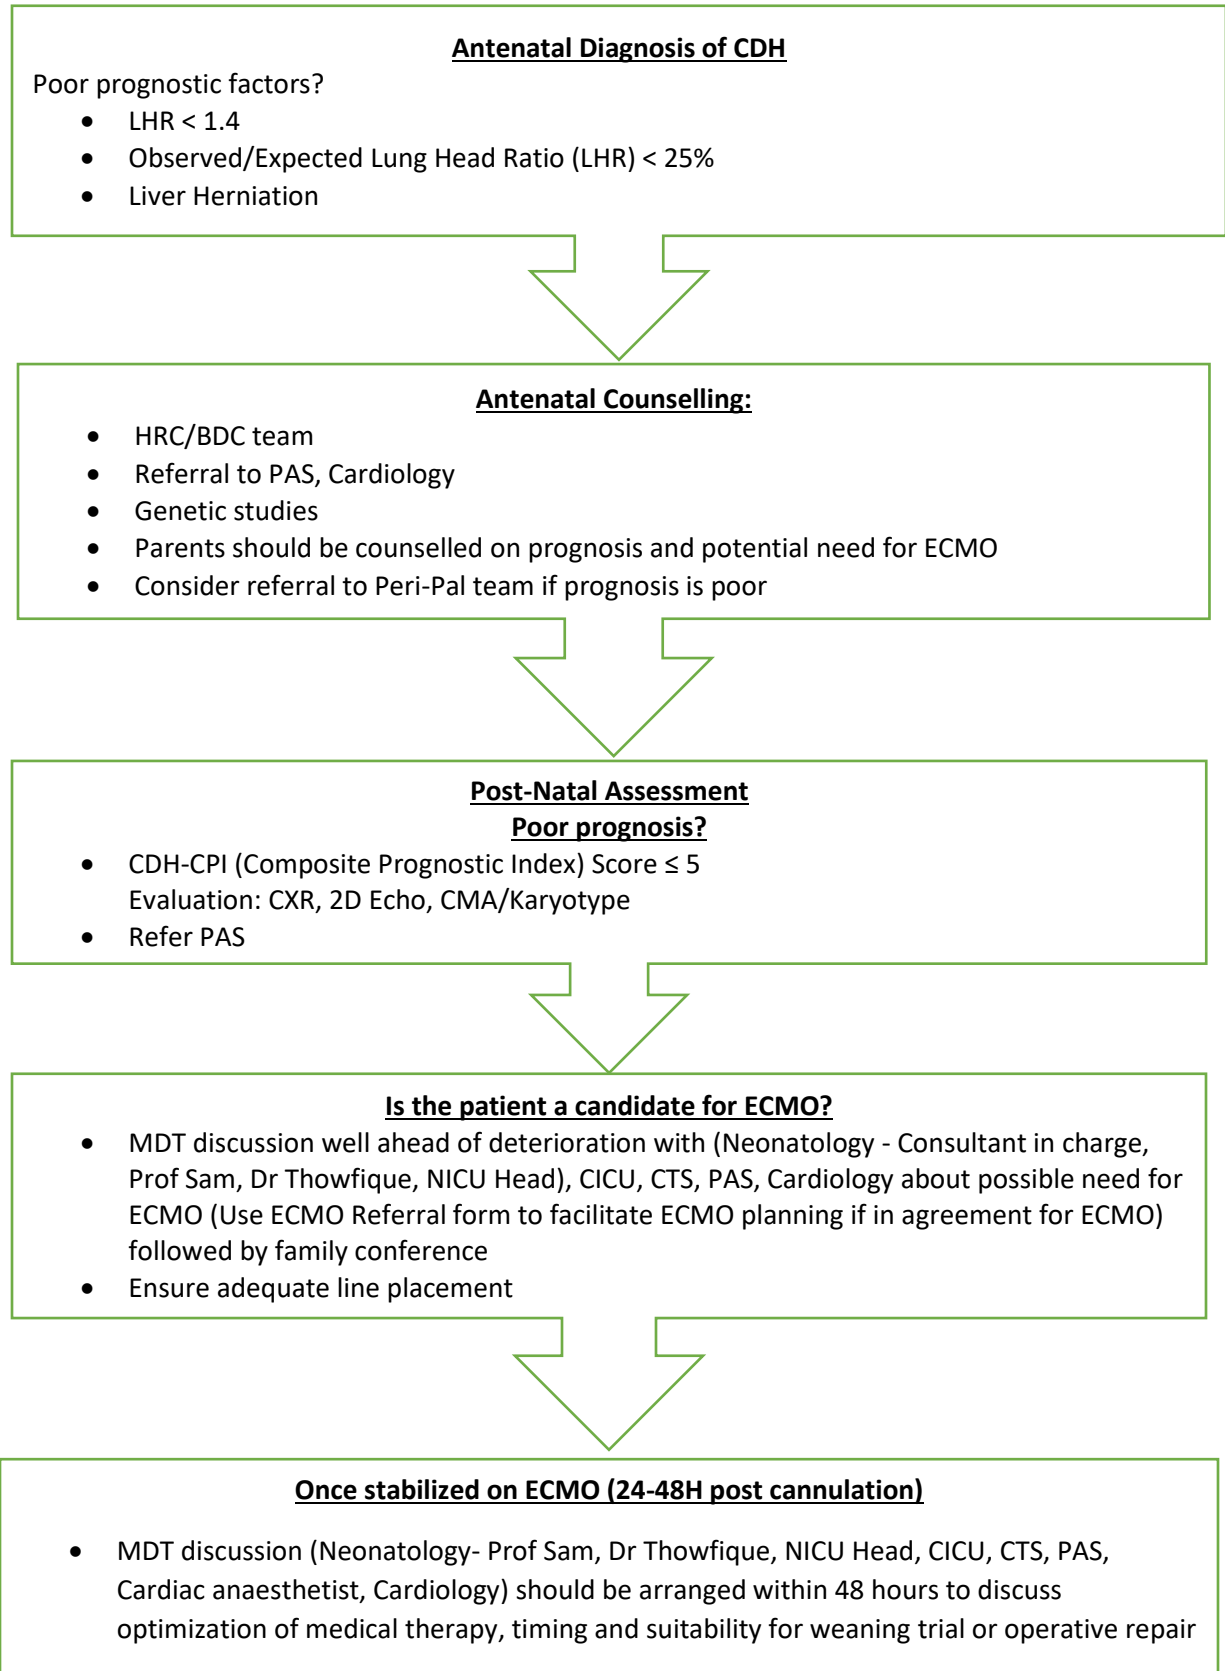 Antenatal Diagnosis of CDH
Poor prognostic factors?
• LHR < 1.4
• Observed/Expected Lung Head Ratio (LHR) < 25%
• Liver Herniation
Antenatal Counselling:
• HRC/BDC team
• Referral to PAS, Cardiology
• Genetic studies
• Parents should be counselled on prognosis and potential need for ECMO
• Consider referral to Peri-Pal team if prognosis is poor
Post-Natal Assessment
Poor prognosis?
• CDH-CPI (Composite Prognostic Index) Score ≤ 5
Evaluation: CXR, 2D Echo, CMA/Karyotype
• Refer PAS
Is the patient a candidate for ECMO?
• MDT discussion well ahead of deterioration with (Neonatology - Consultant in charge,
Prof Sam, Dr Thowfique, NICU Head), CICU, CTS, PAS, Cardiology about possible need for
ECMO (Use ECMO Referral form to facilitate ECMO planning if in agreement for ECMO)
followed by family conference
• Ensure adequate line placement
Once stabilized on ECMO (24-48H post cannulation)
• MDT discussion (Neonatology- Prof Sam, Dr Thowfique, NICU Head, CICU, CTS, PAS,
Cardiac anaesthetist, Cardiology) should be arranged within 48 hours to discuss
optimization of medical therapy, timing and suitability for weaning trial or operative repair